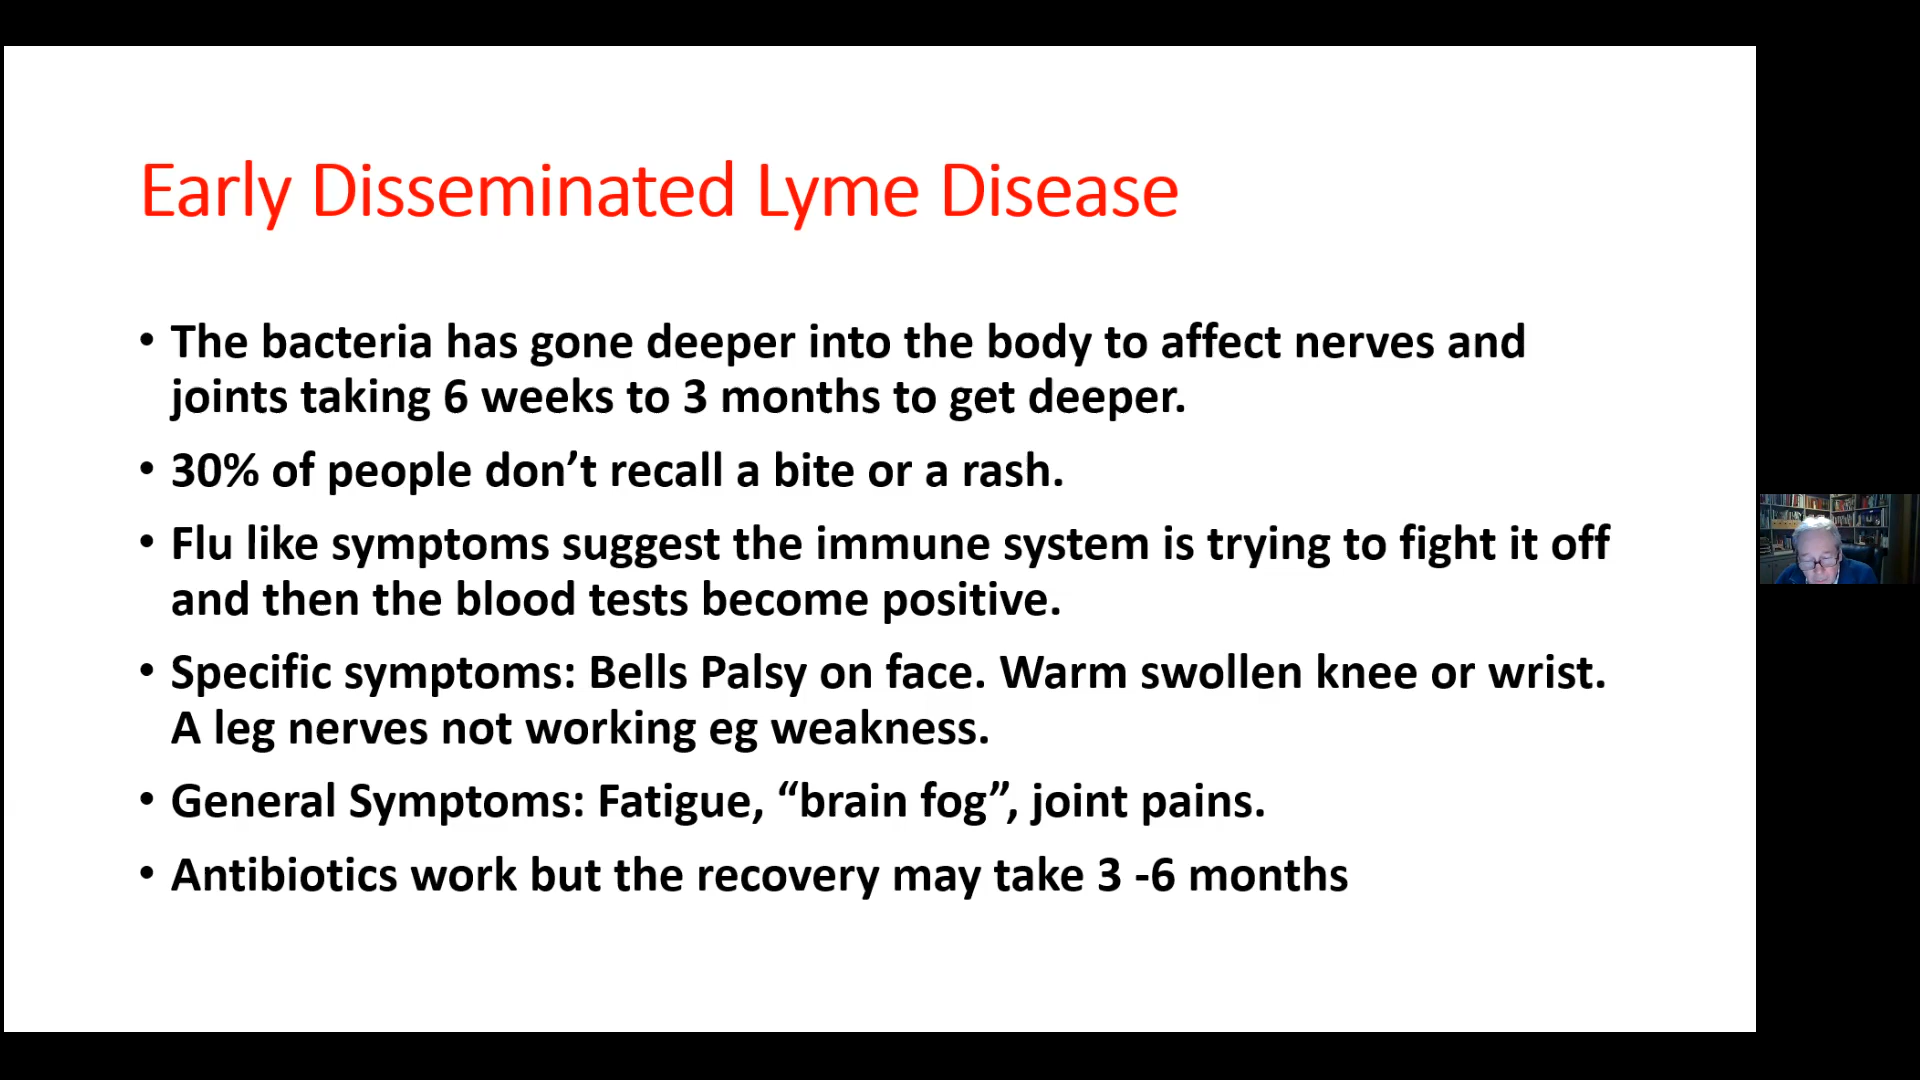 Early Disseminated Lyme Disease
• The bacteria has gone deeper into the body to affect nerves and
joints taking 6 weeks to 3 months to get deeper.
• 30% of people don’t recall a bite or a rash.
• Flu like symptoms suggest the immune system is trying to fight it off
and then the blood tests become positive.
• Specific symptoms: Bells Palsy on face. Warm swollen knee or wrist.
A leg nerves not working eg weakness.
• General Symptoms: Fatigue, “brain fog”, joint pains.
• Antibiotics work but the recovery may take 3 -6 months